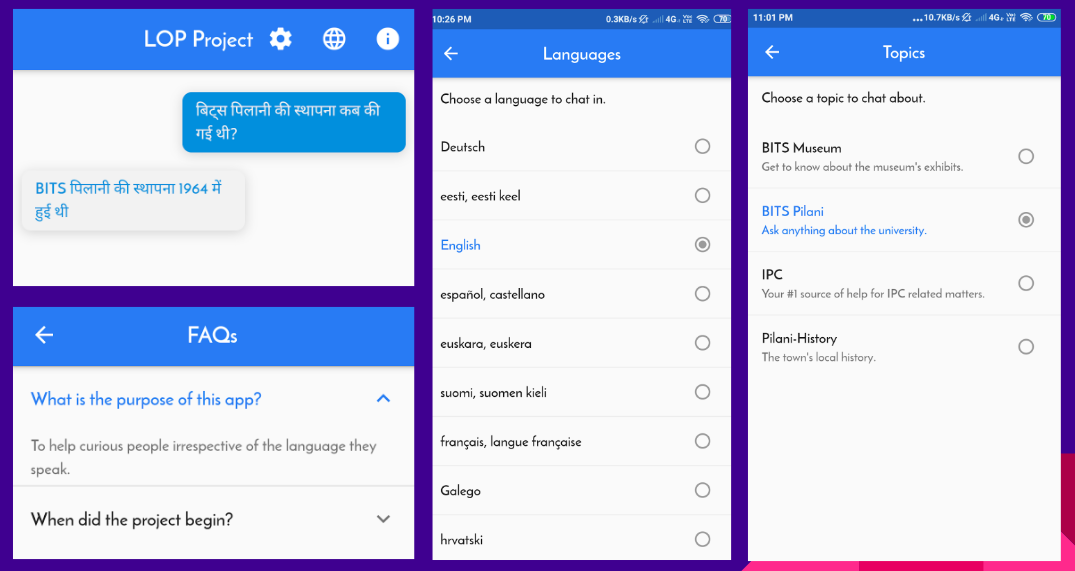 LOP Project
बिट्स पिलानी की स्थापना कब की
गई थी?
BITS पिलानी की स्थापना 1964 में
हुई थी
FAQs
What is the purpose of this app?
To help curious people irrespective of the language they
speak.
When did the project begin?
10:26 PM 0.3KB/s 4G 70
Languages
Choose a language to chat in.
Deutsch
eesti, eesti keel
English
español, castellano
euskara, euskera
suomi, suomen kieli
français, langue française
Galego
hrvatski
11:01 PM ...10.7KB/s 4G 70
Topics
Choose a topic to chat about.
BITS Museum
Get to know about the museum's exhibits.
BITS Pilani
Ask anything about the university.
IPC
Your #1 source of help for IPC related matters.
Pilani-History
The town's local history.